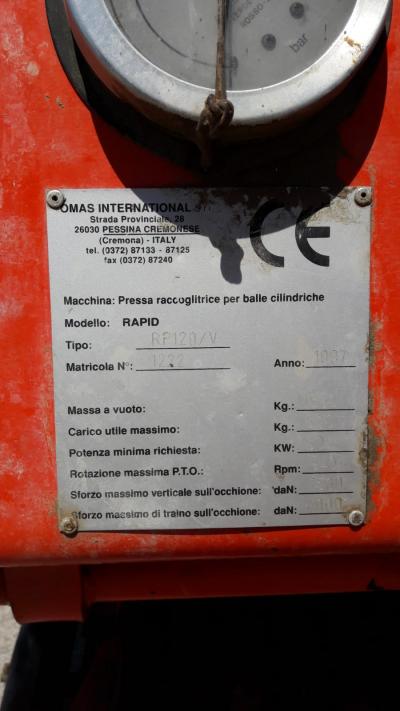 bar
OMAS INTERNATIONAL
Strada Provinciale, 28
26030 PESSINA CREMONESE
(Cremona) - ITALY
tel. (0372) 87133 - 87125
fax (0372) 87240
CE
Macchina: Pressa raccoglitrice per balle cilindriche
Modello: RAPID
Tipo: RP120/V
Matricola N°: 1232 Anno: 1997
Massa a vuoto: Kg.:
Carico utile massimo: Kg.:
Potenza minima richiesta: KW
Rotazione massima P.T.O.: Rpm
Sforzo massimo verticale sull'occhione: daN:
Sforzo massimo di traino sull'occhione: daN: